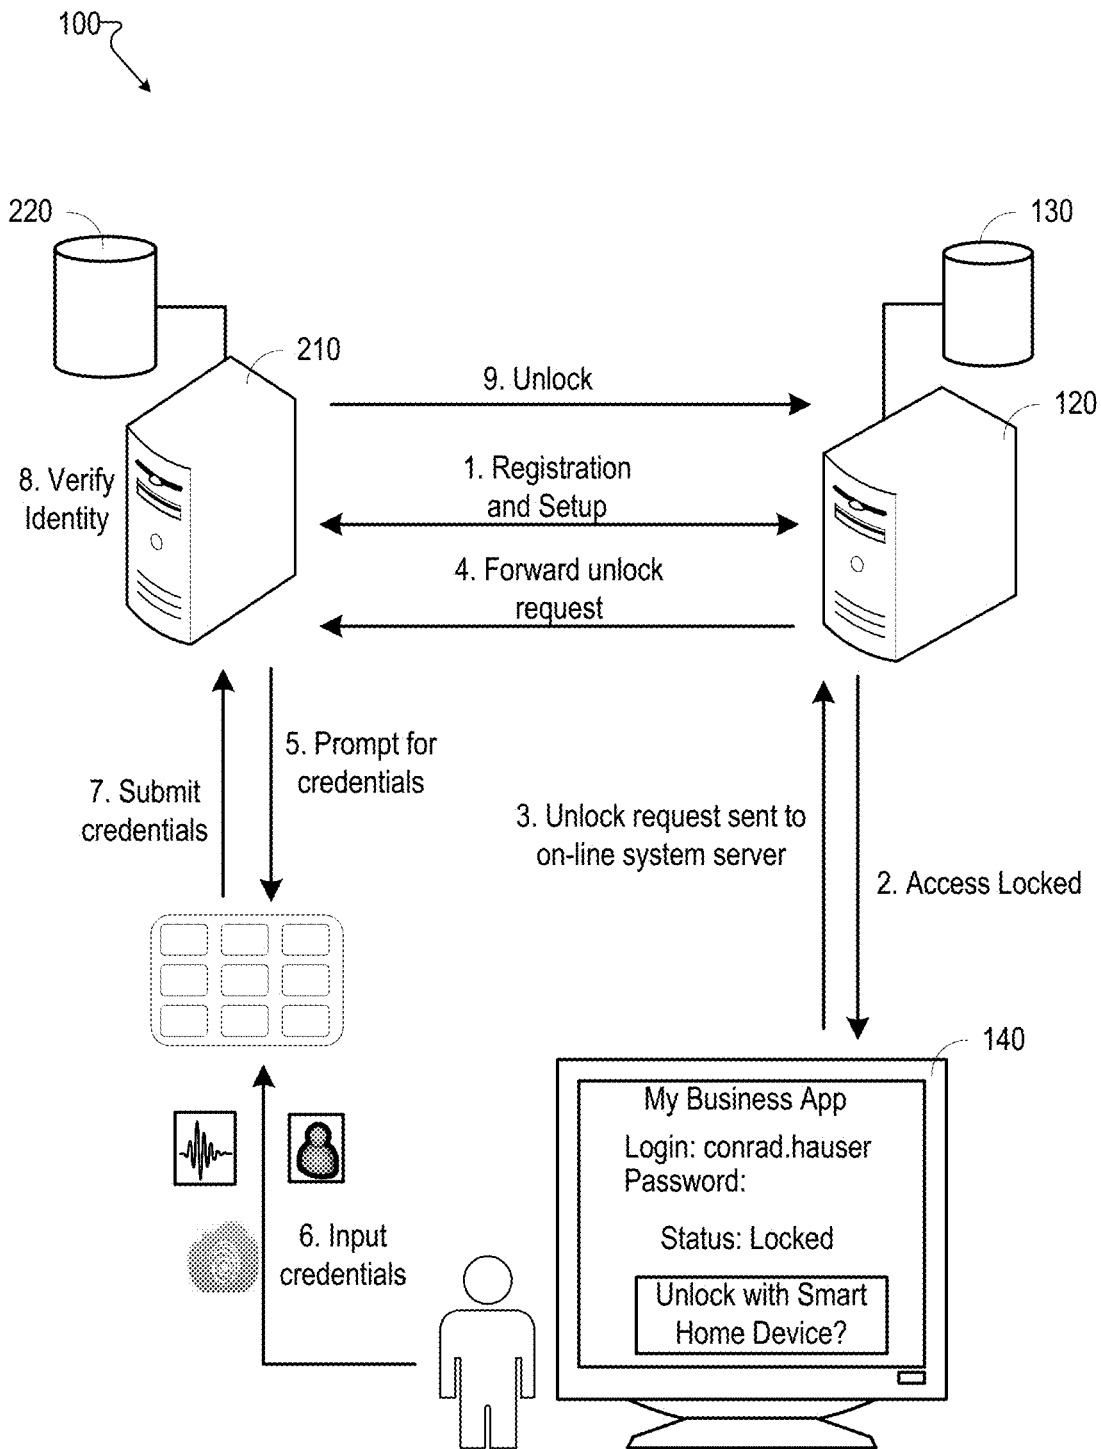 100
220
130
210
120
9. Unlock
8. Verify
Identity
1. Registration
and Setup
4. Forward unlock
request
5. Prompt for
credentials
7. Submit
credentials
3. Unlock request sent to
on-line system server
2. Access Locked
140
My Business App
Login: conrad.hauser
Password:
Status: Locked
Unlock with Smart
Home Device?
6. Input
credentials